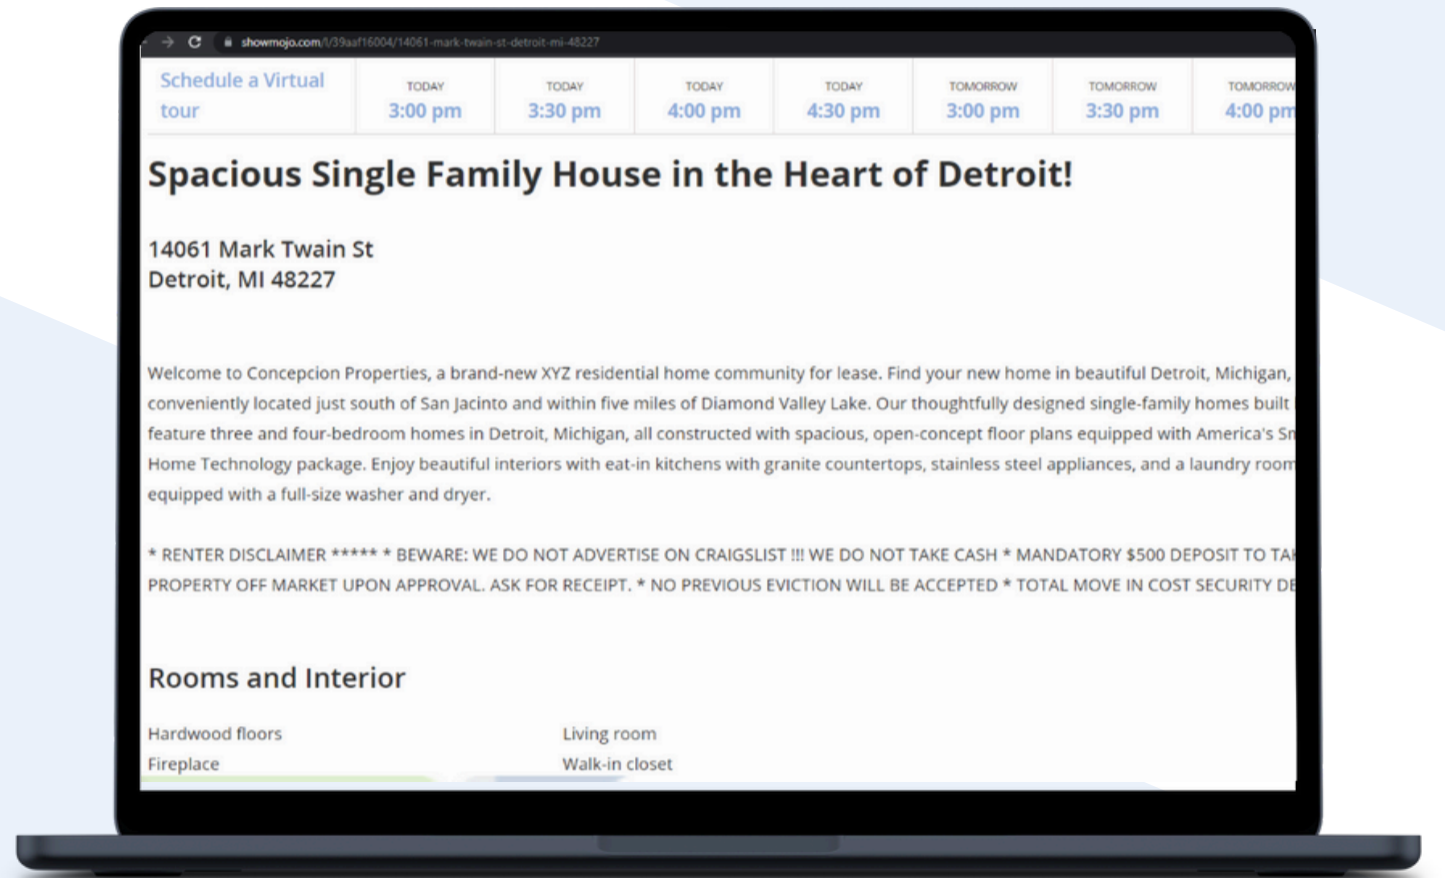 showmojo.com/l/39aaf16004/14061-mark-twain-st-detroit-mi-48227
Schedule a Virtual tour
TODAY 3:00 pm
TODAY 3:30 pm
TODAY 4:00 pm
TODAY 4:30 pm
TOMORROW 3:00 pm
TOMORROW 3:30 pm
TOMORROW 4:00 pm
Spacious Single Family House in the Heart of Detroit!
14061 Mark Twain St
Detroit, MI 48227
Welcome to Concepcion Properties, a brand-new XYZ residential home community for lease. Find your new home in beautiful Detroit, Michigan,
conveniently located just south of San Jacinto and within five miles of Diamond Valley Lake. Our thoughtfully designed single-family homes built
feature three and four-bedroom homes in Detroit, Michigan, all constructed with spacious, open-concept floor plans equipped with America's
Home Technology package. Enjoy beautiful interiors with eat-in kitchens with granite countertops, stainless steel appliances, and a laundry room
equipped with a full-size washer and dryer.
* RENTER DISCLAIMER ***** * BEWARE: WE DO NOT ADVERTISE ON CRAIGSLIST !!! WE DO NOT TAKE CASH * MANDATORY $500 DEPOSIT TO
PROPERTY OFF MARKET UPON APPROVAL. ASK FOR RECEIPT. * NO PREVIOUS EVICTION WILL BE ACCEPTED * TOTAL MOVE IN COST SECURITY
Rooms and Interior
Hardwood floors
Living room
Fireplace
Walk-in closet